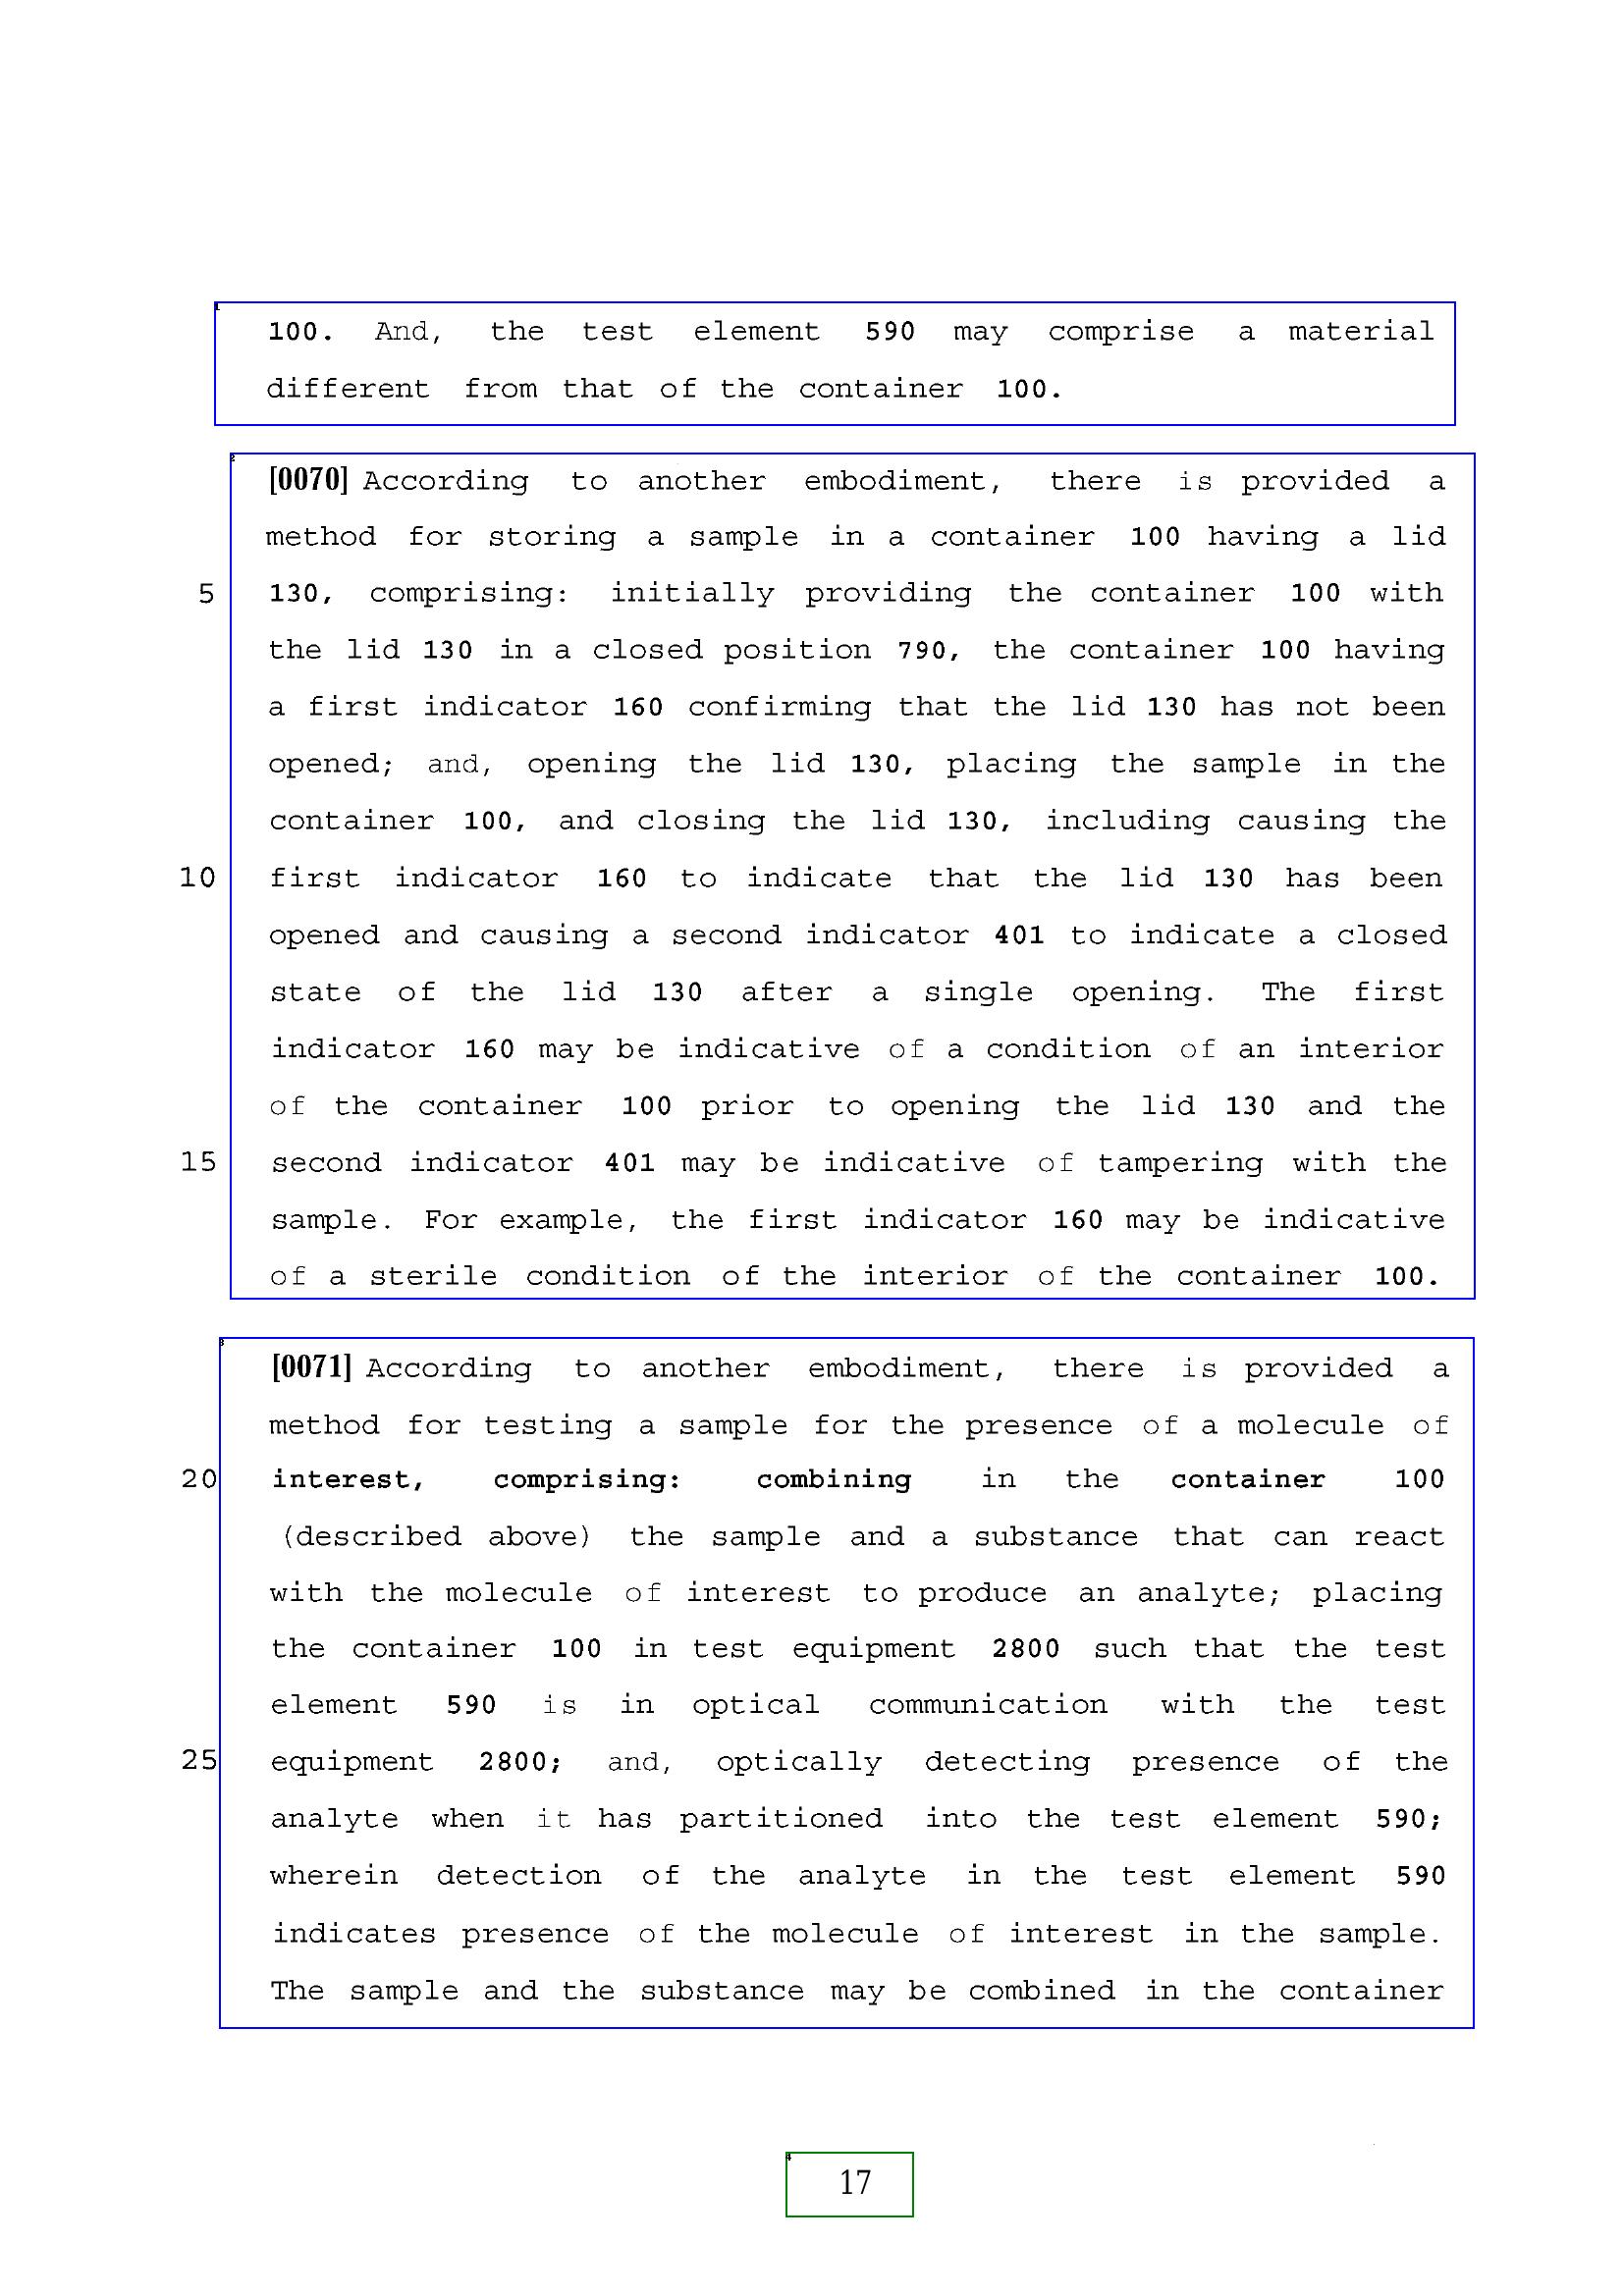 100. And, the test element 590 may comprise a material
different from that of the container 100.
[0070] According to another embodiment, there is provided a
method for storing a sample in a container 100 having a lid
5 130, comprising: initially providing the container 100 with
the lid 130 in a closed position 790, the container 100 having
a first indicator 160 confirming that the lid 130 has not been
opened; and, opening the lid 130, placing the sample in the
container 100, and closing the lid 130, including causing the
10 first indicator 160 to indicate that the lid 130 has been
opened and causing a second indicator 401 to indicate a closed
state of the lid 130 after a single opening. The first
indicator 160 may be indicative of a condition of an interior
of the container 100 prior to opening the lid 130 and the
15 second indicator 401 may be indicative of tampering with the
sample. For example, the first indicator 160 may be indicative
of a sterile condition of the interior of the container 100.
[0071] According to another embodiment, there is provided a
method for testing a sample for the presence of a molecule of
20 interest, comprising: combining in the container 100
(described above) the sample and a substance that can react
with the molecule of interest to produce an analyte; placing
the container 100 in test equipment 2800 such that the test
element 590 is in optical communication with the test
25 equipment 2800; and, optically detecting presence of the
analyte when it has partitioned into the test element 590;
wherein detection of the analyte in the test element 590
indicates presence of the molecule of interest in the sample.
The sample and the substance may be combined in the container
17